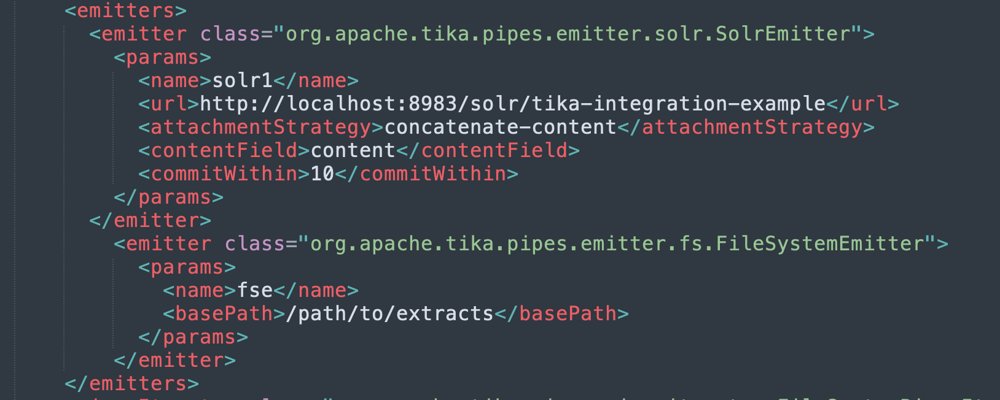 <emitters>
<emitter class="org.apache.tika.pipes.emitter.solr.SolrEmitter">
<params>
<name>solr1</name>
<url>http://localhost:8983/solr/tika-integration-example</url>
<attachmentStrategy>concatenate-content</attachmentStrategy>
<contentField>content</contentField>
<commitWithin>10</commitWithin>
</params>
</emitter>
<emitter class="org.apache.tika.pipes.emitter.fs.FileSystemEmitter">
<params>
<name>fse</name>
<basePath>/path/to/extracts</basePath>
</params>
</emitter>
</emitters>